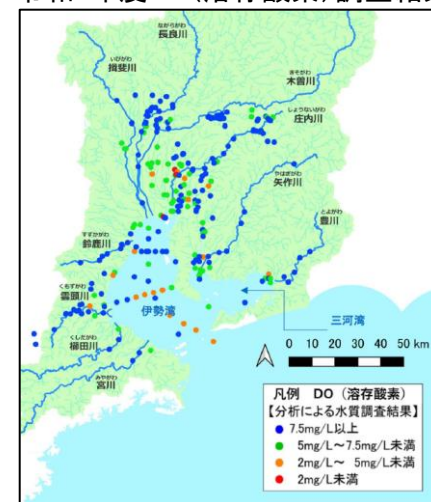 ながらがわ
長良川
いびがわ
揖斐川
きそがわ
木曽川
しょうないがわ
庄内川
やはぎがわ
矢作川
とよがわ
豊川
すずかがわ
鈴鹿川
くもずがわ
雲頭川
伊勢湾
三河湾
くしだがわ
櫛田川
みやがわ
宮川
0 10 20 30 40 50 km
凡例 DO（溶存酸素）
【分析による水質調査結果】
7.5mg/L以上
5mg/L～7.5mg/L未満
2mg/L～ 5mg/L未満
2mg/L未満